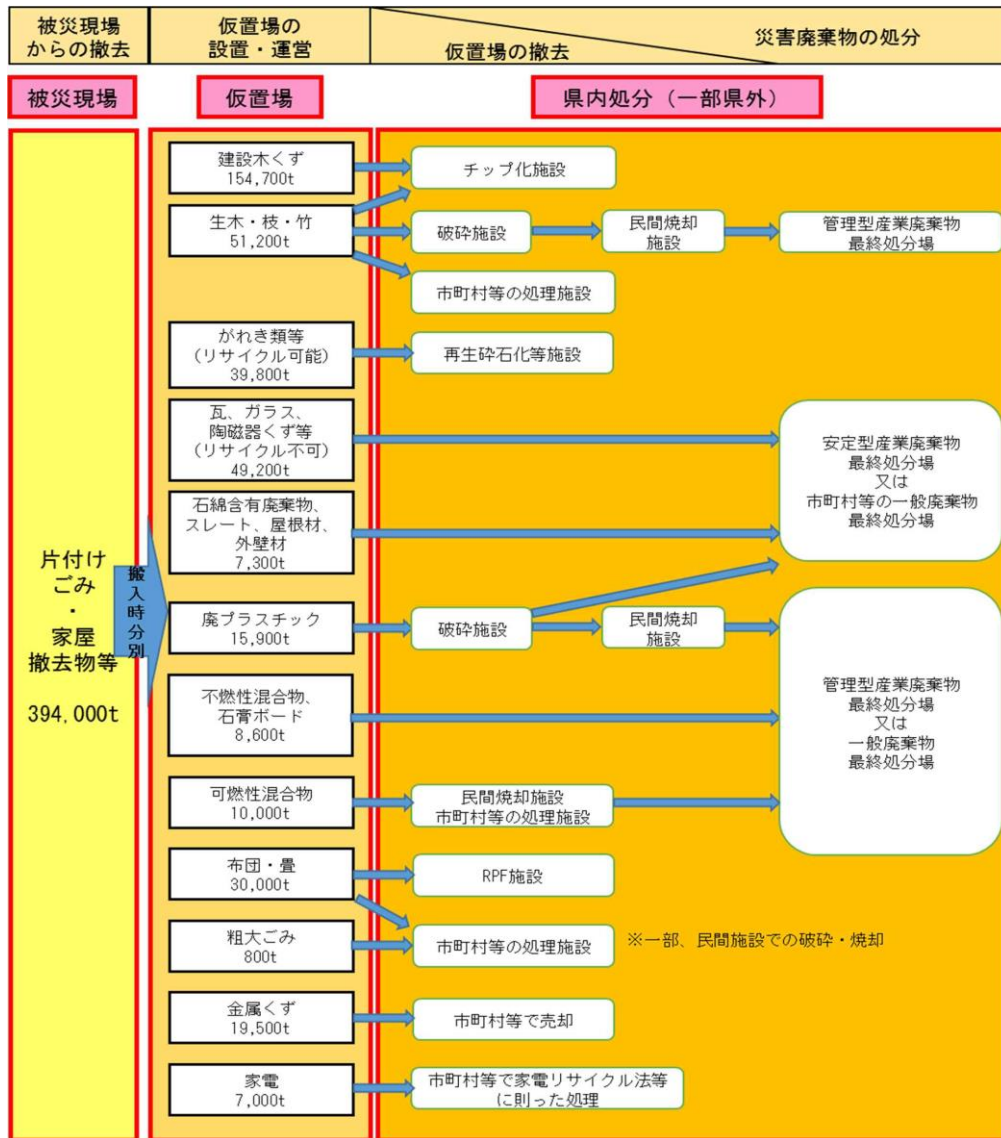 被災現場
からの撤去
仮置場の
設置・運営
仮置場の撤去
災害廃棄物の処分
被災現場
仮置場
県内処分（一部県外）
片付け
ごみ
・
家屋
撤去物等
394,000t
搬入時分別
建設木くず
154,700t
チップ化施設
生木・枝・竹
51,200t
破砕施設
民間焼却
施設
管理型産業廃棄物
最終処分場
市町村等の処理施設
がれき類等
（リサイクル可能）
39,800t
再生砕石化等施設
瓦、ガラス、
陶磁器くず等
（リサイクル不可）
49,200t
安定型産業廃棄物
最終処分場
又は
市町村等の一般廃棄物
最終処分場
石綿含有廃棄物、
スレート、屋根材、
外壁材
7,300t
廃プラスチック
15,900t
破砕施設
民間焼却
施設
管理型産業廃棄物
最終処分場
又は
一般廃棄物
最終処分場
不燃性混合物、
石膏ボード
8,600t
可燃性混合物
10,000t
民間焼却施設
市町村等の処理施設
布団・畳
30,000t
RPF施設
粗大ごみ
800t
市町村等の処理施設
※一部、民間施設での破砕・焼却
金属くず
19,500t
市町村等で売却
家電
7,000t
市町村等で家電リサイクル法等
に則った処理